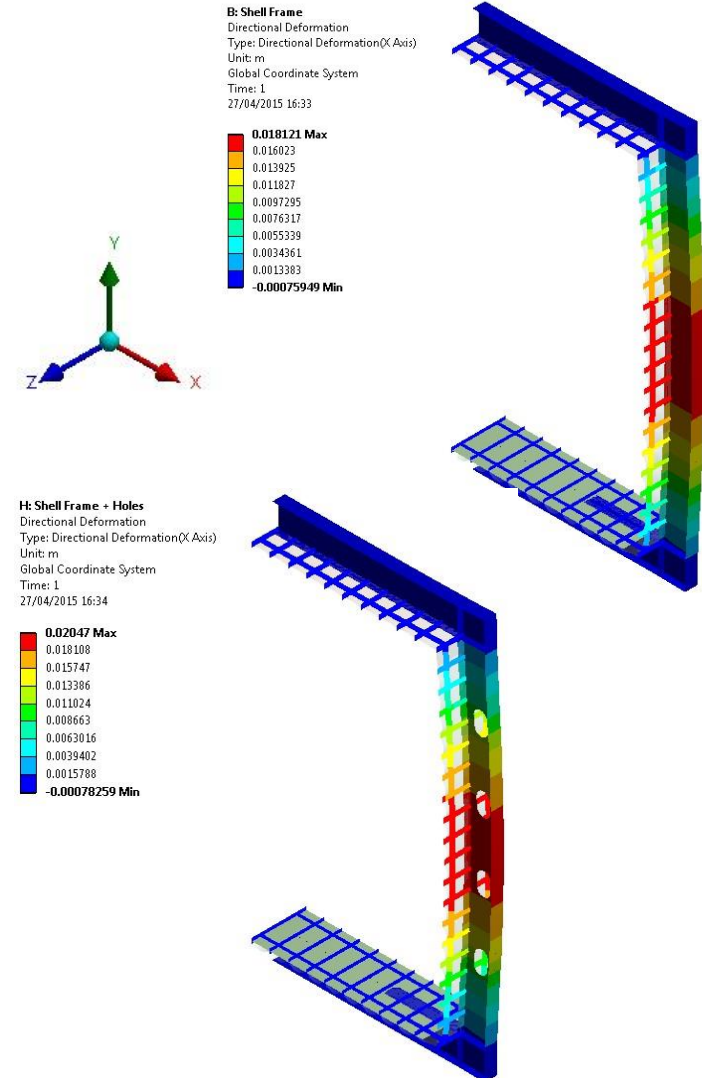 B: Shell Frame
Directional Deformation
Type: Directional Deformation(X Axis)
Unit: m
Global Coordinate System
Time: 1
27/04/2015 16:33
0.018121 Max
0.016023
0.013925
0.011827
0.0097295
0.0076317
0.0055339
0.0034361
0.0013383
-0.00075949 Min
Y
Z
X
H: Shell Frame + Holes
Directional Deformation
Type: Directional Deformation(X Axis)
Unit: m
Global Coordinate System
Time: 1
27/04/2015 16:34
0.02047 Max
0.018108
0.015747
0.013386
0.011024
0.008663
0.0063016
0.0039402
0.0015788
-0.00078259 Min